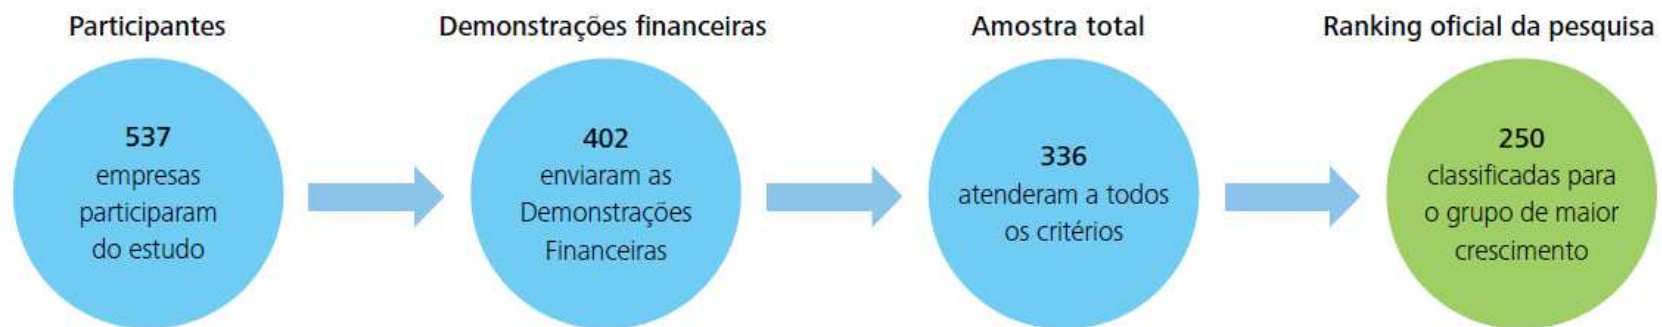 Participantes
537
empresas
participaram
do estudo
Demonstrações financeiras
402
enviaram as
Demonstrações
Financeiras
Amostra total
336
atenderam a todos
os critérios
Ranking oficial da pesquisa
250
classificadas para
o grupo de maior
crescimento